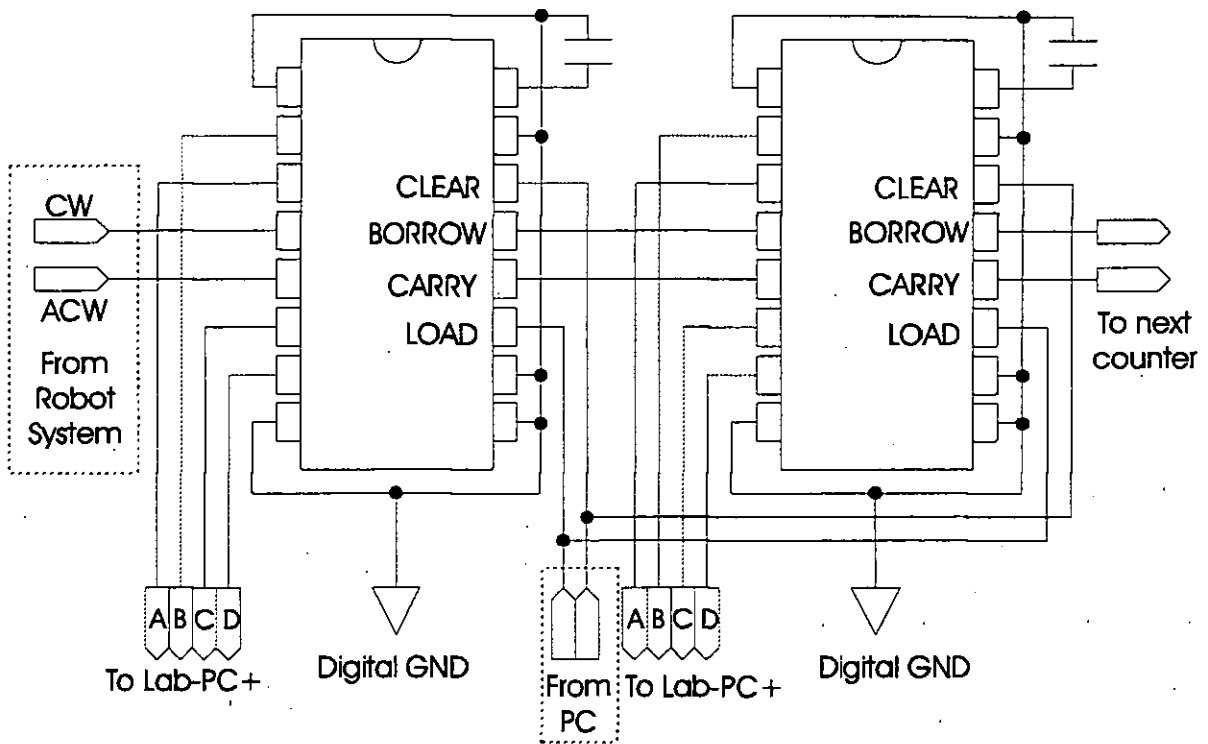 CLEAR
BORROW
CARRY
LOAD
CW
ACW
From
Robot
System
CLEAR
BORROW
CARRY
LOAD
To next
counter
A B C D
To Lab-PC+
Digital GND
From
PC
A B C D
To Lab-PC+
Digital GND